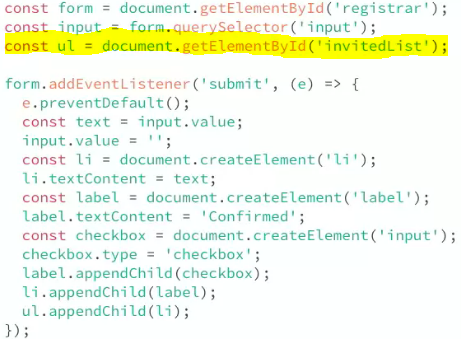 const form = document.getElementById('registrar');
const input = form.querySelector('input');
const ul = document.getElementById('invitedList');
form.addEventListener('submit', (e) => {
e.preventDefault();
const text = input.value;
input.value = '';
const li = document.createElement('li');
li.textContent = text;
const label = document.createElement('label');
label.textContent = 'Confirmed';
const checkbox = document.createElement('input');
checkbox.type = 'checkbox';
label.appendChild(checkbox);
li.appendChild(label);
ul.appendChild(li);
});